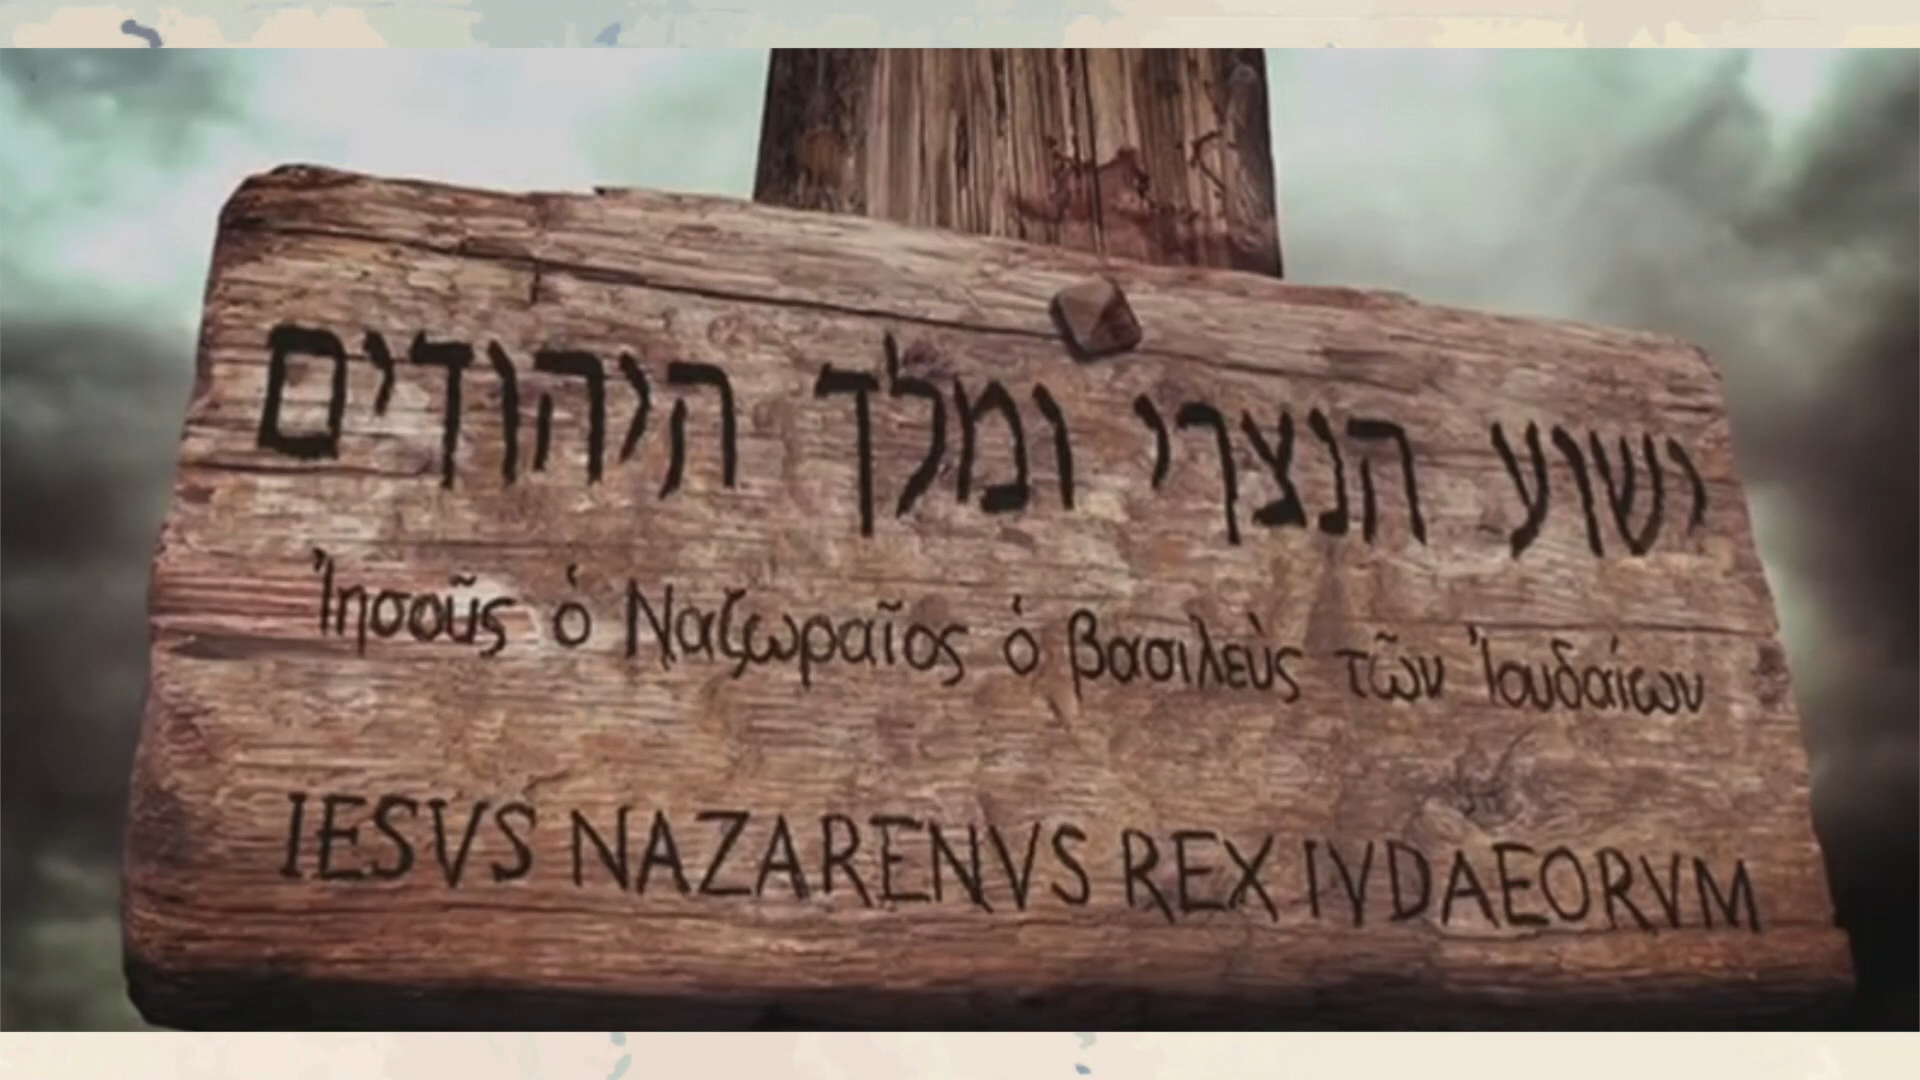 ישוע הנצרי ומלך היהודים
Ἰησοῦς ὁ Ναζωραῖος ὁ βασιλεὺς τῶν Ἰουδαίων
IESVS NAZARENVS REX IVDAEORVM